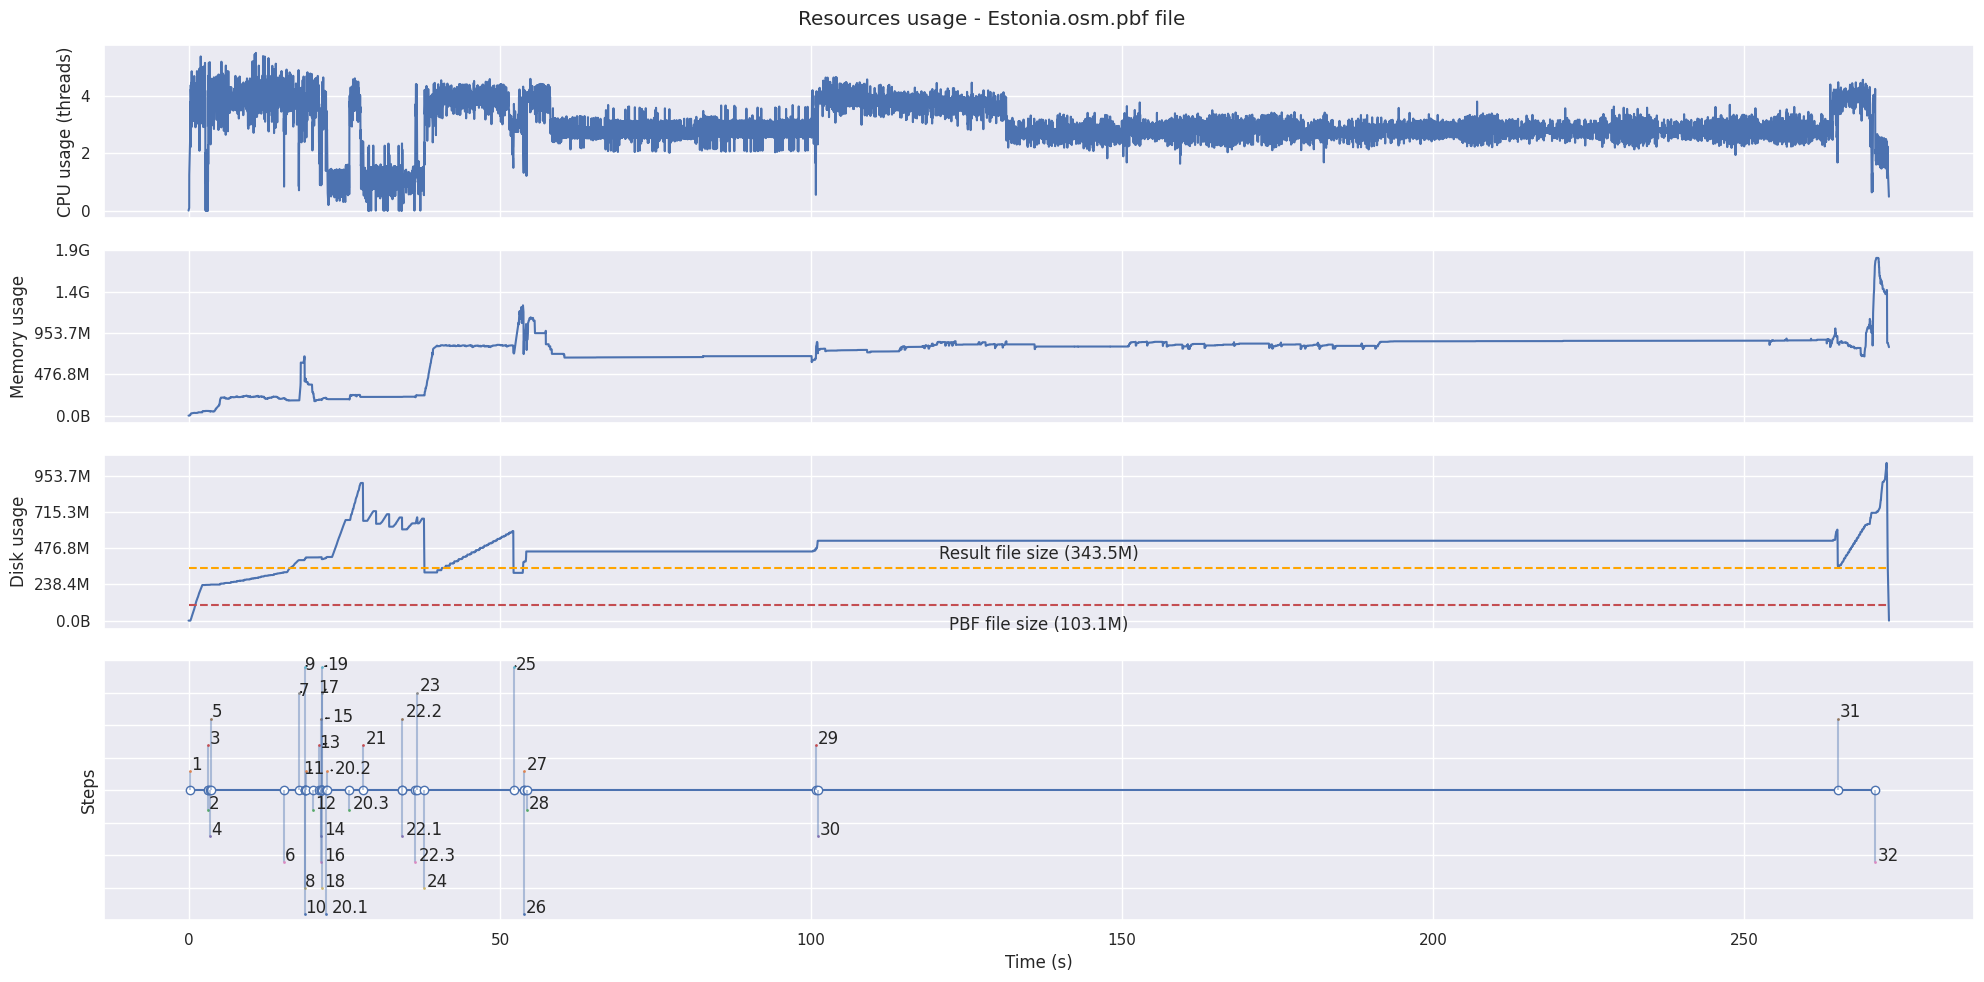 Resources usage - Estonia.osm.pbf file
CPU usage (threads)
4
2
0
Memory usage
1.9G
1.4G
953.7M
476.8M
0.0B
Disk usage
953.7M
715.3M
476.8M
238.4M
0.0B
Result file size (343.5M)
PBF file size (103.1M)
Steps
9
19
25
7
17
23
5
15
22.2
31
3
13
21
29
1
11
20.2
27
2
12
20.3
28
4
14
22.1
30
6
16
22.3
32
8
18
24
10
20.1
26
0
50
100
150
200
250
Time (s)